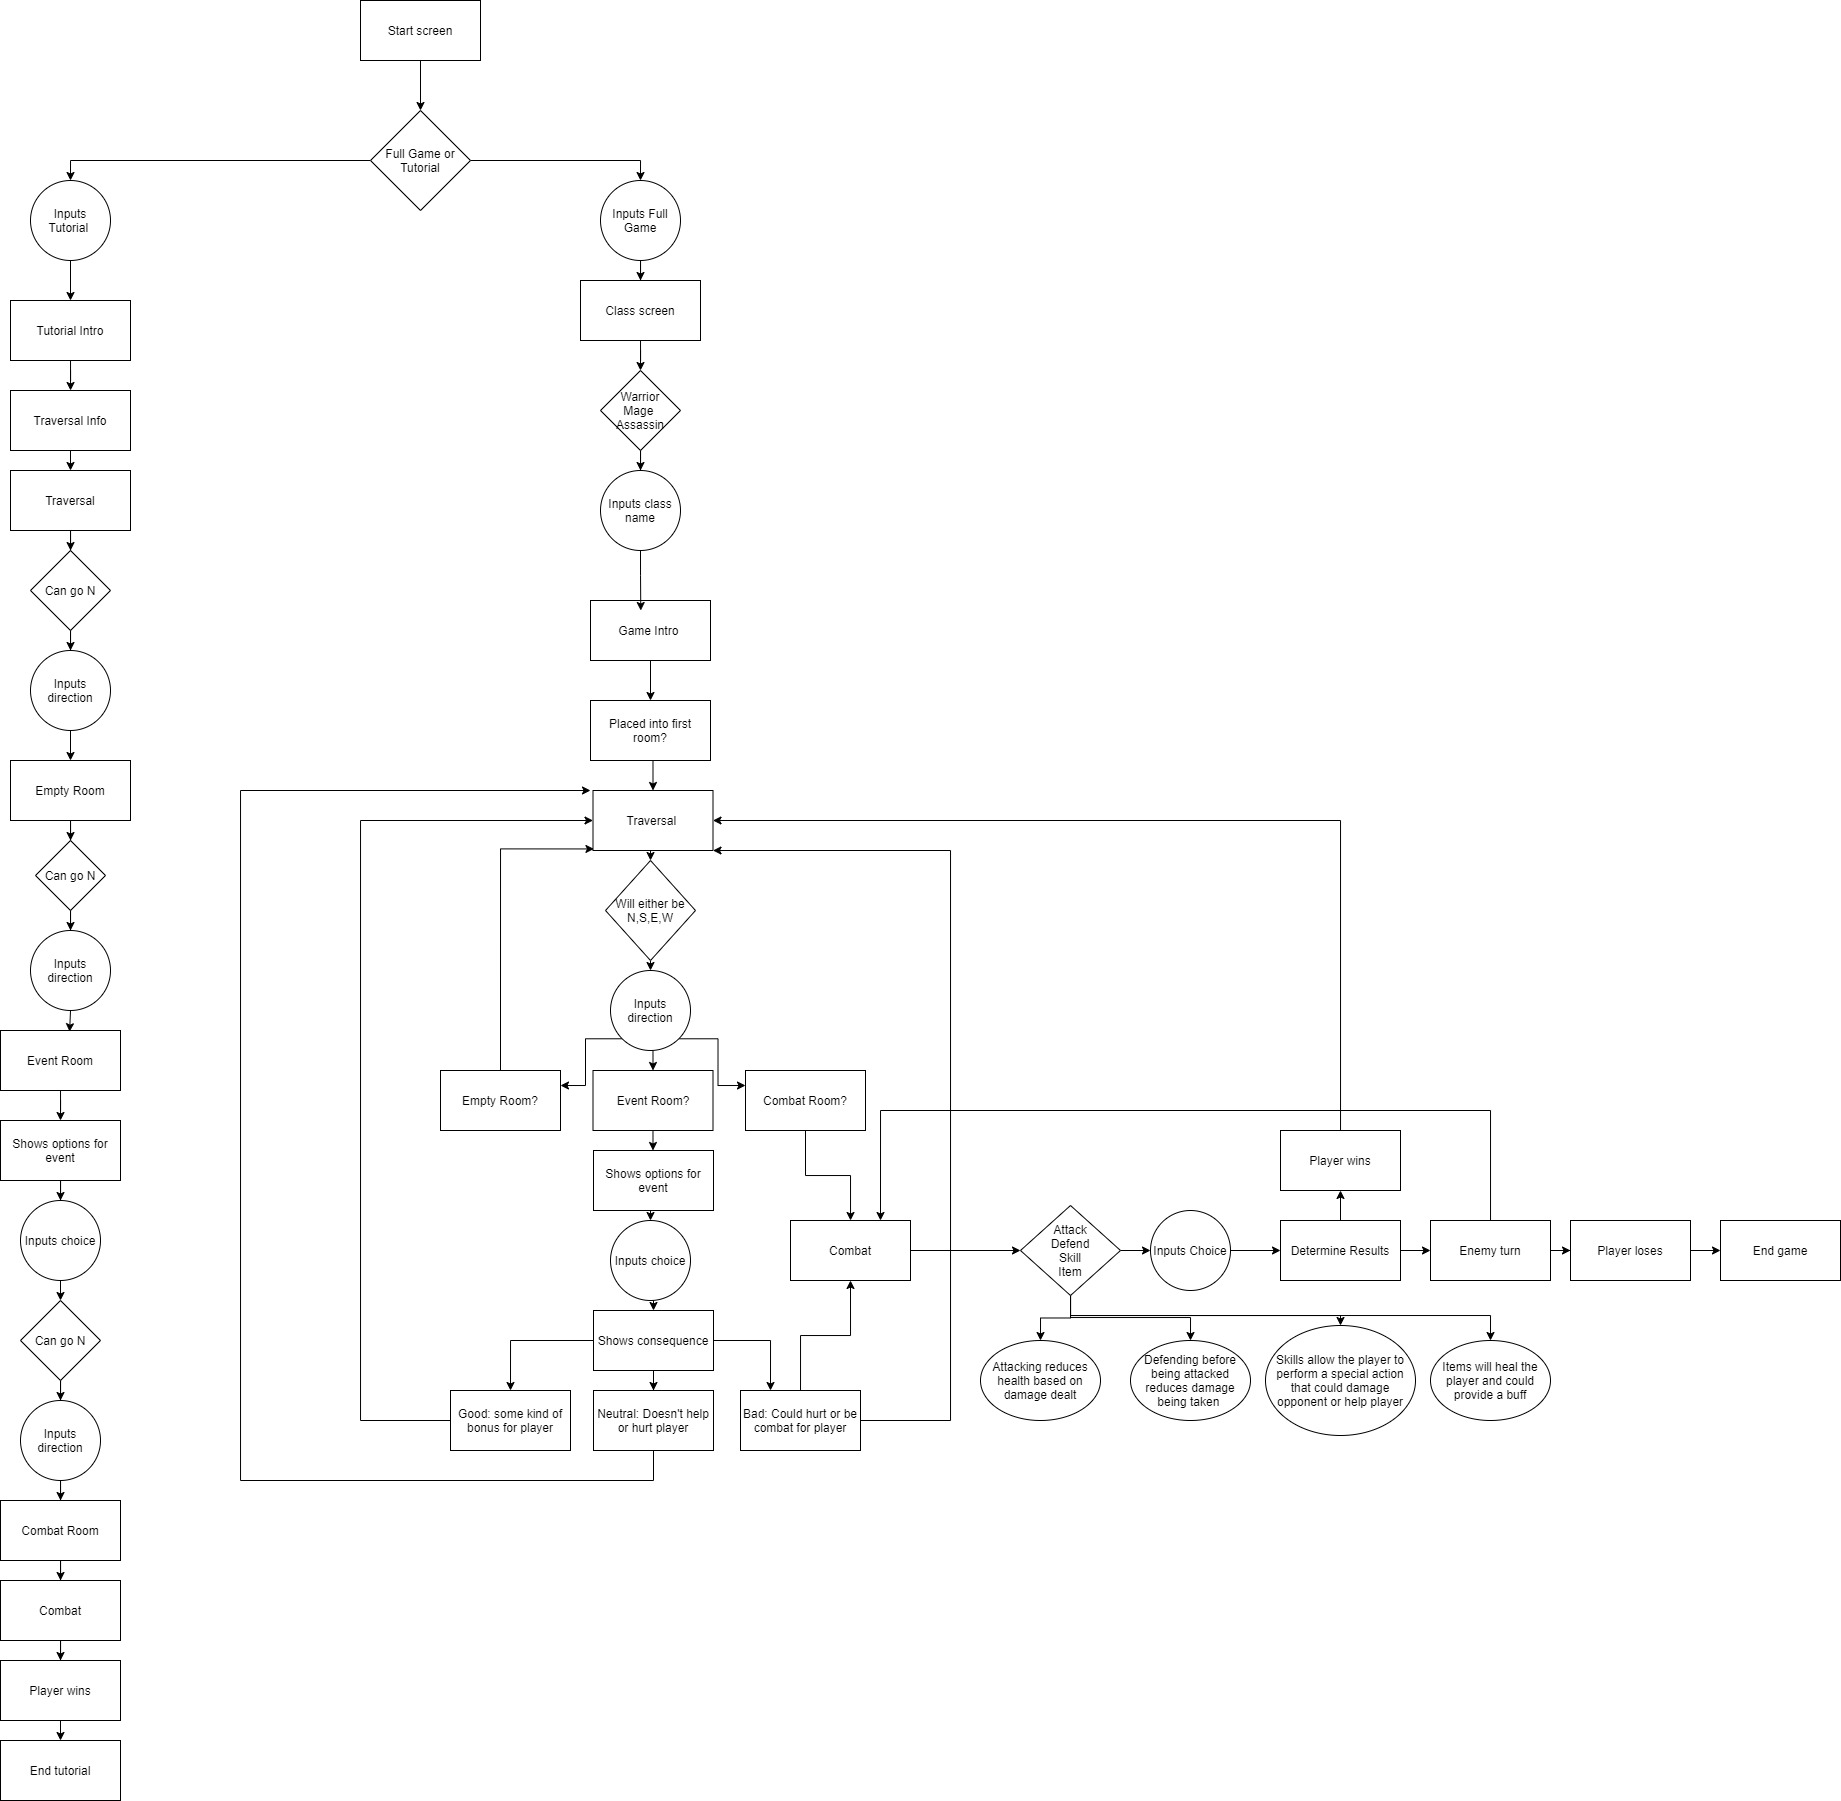 Start screen
Full Game or
Tutorial
Inputs
Tutorial
Tutorial Intro
Traversal Info
Traversal
Can go N
Inputs
direction
Empty Room
Can go N
Inputs
direction
Event Room
Shows options for
event
Inputs choice
Can go N
Inputs
direction
Combat Room
Combat
Player wins
End tutorial
Inputs Full
Game
Class screen
Warrior
Mage
Assassin
Inputs class
name
Game Intro
Placed into first
room?
Traversal
Will either be
N,S,E,W
Inputs
direction
Empty Room?
Event Room?
Combat Room?
Shows options for
event
Inputs choice
Shows consequence
Good: some kind of
bonus for player
Neutral: Doesn't help
or hurt player
Bad: Could hurt or be
combat for player
Combat
Attack
Defend
Skill
Item
Inputs Choice
Determine Results
Player wins
Enemy turn
Player loses
End game
Attacking reduces
health based on
damage dealt
Defending before
being attacked
reduces damage
being taken
Skills allow the player to
perform a special action
that could damage
opponent or help player
Items will heal the
player and could
provide a buff